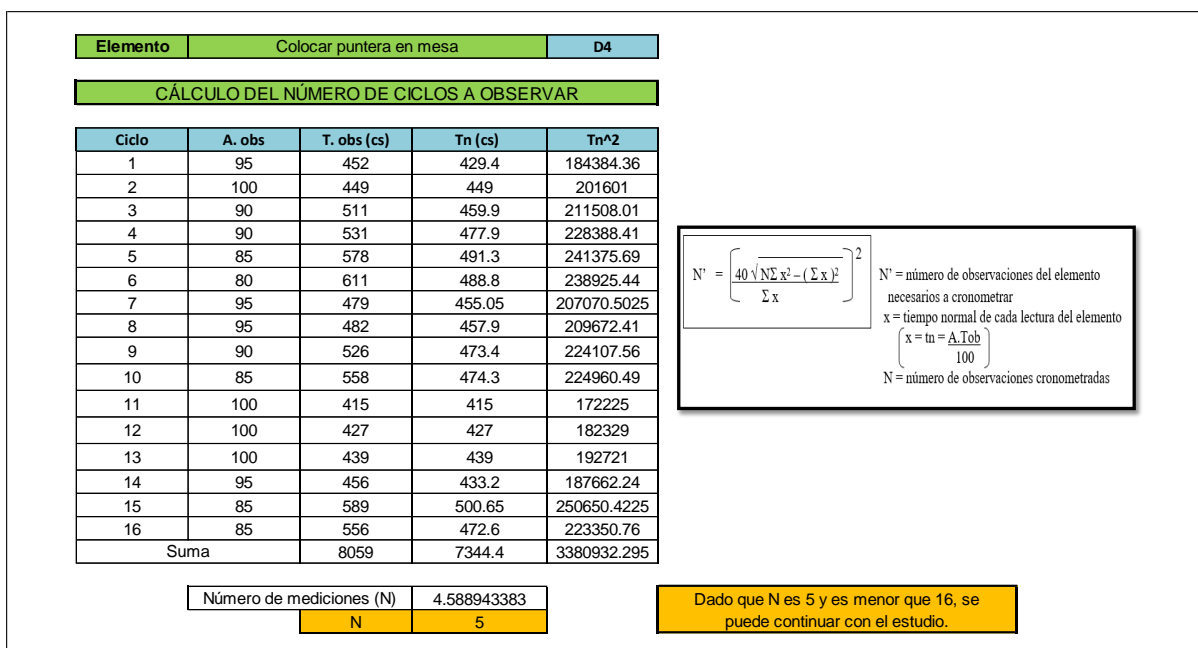 Elemento Colocar puntera en mesa D4
CÁLCULO DEL NÚMERO DE CICLOS A OBSERVAR
Ciclo A. obs T. obs (cs) Tn (cs) Tn^2
1 95 452 429.4 184384.36
2 100 449 449 201601
3 90 511 459.9 211508.01
4 90 531 477.9 228388.41
5 85 578 491.3 241375.69
6 80 611 488.8 238925.44
7 95 479 455.05 207070.5025
8 95 482 457.9 209672.41
9 90 526 473.4 224107.56
10 85 558 474.3 224960.49
11 100 415 415 172225
12 100 427 427 182329
13 100 439 439 192721
14 95 456 433.2 187662.24
15 85 589 500.65 250650.4225
16 85 556 472.6 223350.76
Suma 8059 7344.4 3380932.295
N' = (40 √ NΣ x² – ( Σ x )² / Σ x)²
N' = número de observaciones del elemento
necesarios a cronometrar
x = tiempo normal de cada lectura del elemento
(x = tn = A.Tob / 100)
N = número de observaciones cronometradas
Número de mediciones (N) 4.588943383
N 5
Dado que N es 5 y es menor que 16, se
puede continuar con el estudio.